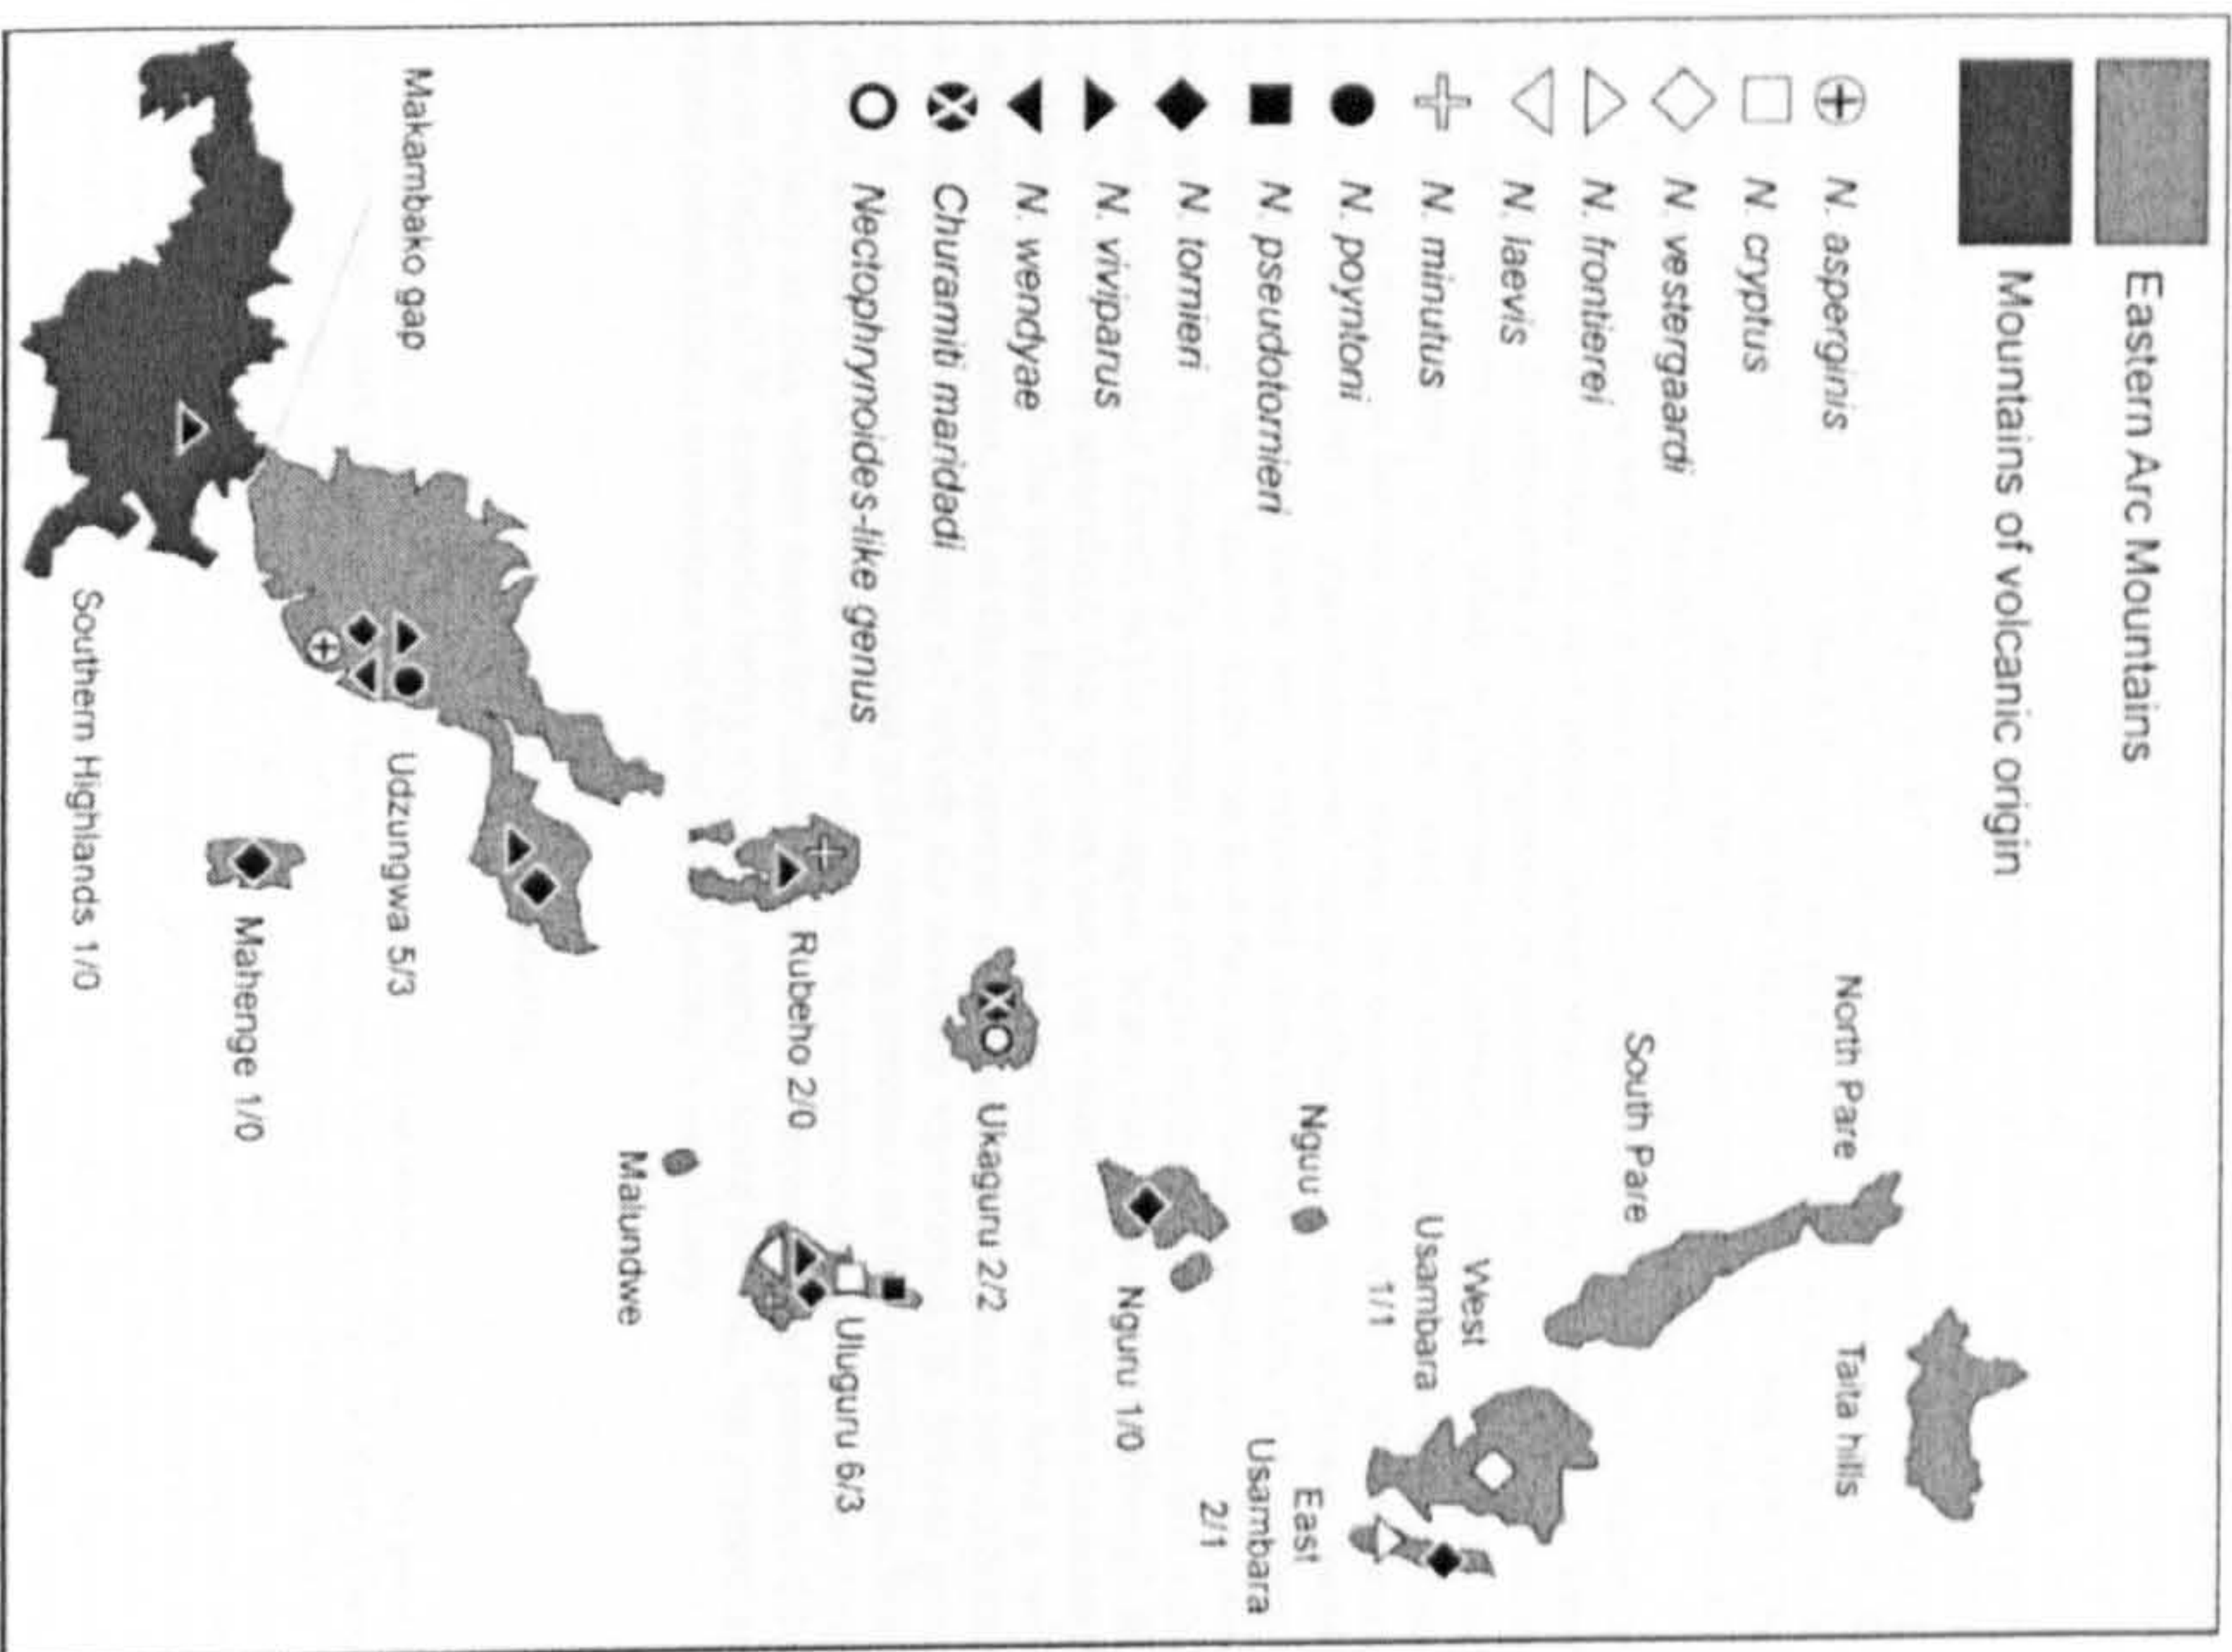 Eastern Arc Mountains
Mountains of volcanic origin
N. asperginis
N. cryptus
N. vestergaardi
N. frontierei
N. laevis
N. minutus
N. poyntoni
N. pseudotornieri
N. tornieri
N. viviparus
N. wendyae
Churamiti maridadi
Nectophrynoides-like genus
Taita hills
North Pare
South Pare
West
Usambara
1/1
East
Usambara
2/1
Nguu
Nguru 1/0
Ukaguru 2/2
Uluguru 6/3
Rubeho 2/0
Malundwe
Makambako gap
Udzungwa 5/3
Mahenge 1/0
Southern Highlands 1/0